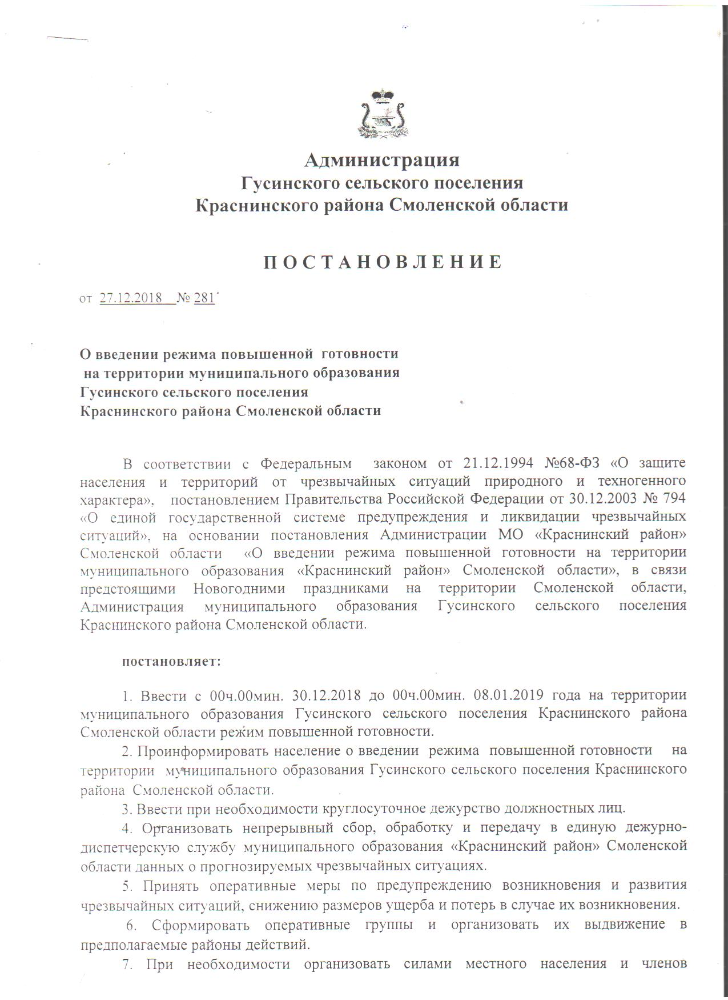 Администрация
Гусинского сельского поселения
Краснинского района Смоленской области
П О С Т А Н О В Л Е Н И Е
от 27.12.2018 № 281
О введении режима повышенной готовности
на территории муниципального образования
Гусинского сельского поселения
Краснинского района Смоленской области
В соответствии с Федеральным законом от 21.12.1994 №68-ФЗ «О защите
населения и территорий от чрезвычайных ситуаций природного и техногенного
характера», постановлением Правительства Российской Федерации от 30.12.2003 № 794
«О единой государственной системе предупреждения и ликвидации чрезвычайных
ситуаций», на основании постановления Администрации МО «Краснинский район»
Смоленской области «О введении режима повышенной готовности на территории
муниципального образования «Краснинский район» Смоленской области», в связи
предстоящими Новогодними праздниками на территории Смоленской области,
Администрация муниципального образования Гусинского сельского поселения
Краснинского района Смоленской области.
постановляет:
1. Ввести с 00ч.00мин. 30.12.2018 до 00ч.00мин. 08.01.2019 года на территории
муниципального образования Гусинского сельского поселения Краснинского района
Смоленской области режим повышенной готовности.
2. Проинформировать население о введении режима повышенной готовности на
территории муниципального образования Гусинского сельского поселения Краснинского
района Смоленской области.
3. Ввести при необходимости круглосуточное дежурство должностных лиц.
4. Организовать непрерывный сбор, обработку и передачу в единую дежурно-
диспетчерскую службу муниципального образования «Краснинский район» Смоленской
области данных о прогнозируемых чрезвычайных ситуациях.
5. Принять оперативные меры по предупреждению возникновения и развития
чрезвычайных ситуаций, снижению размеров ущерба и потерь в случае их возникновения.
6. Сформировать оперативные группы и организовать их выдвижение в
предполагаемые районы действий.
7. При необходимости организовать силами местного населения и членов